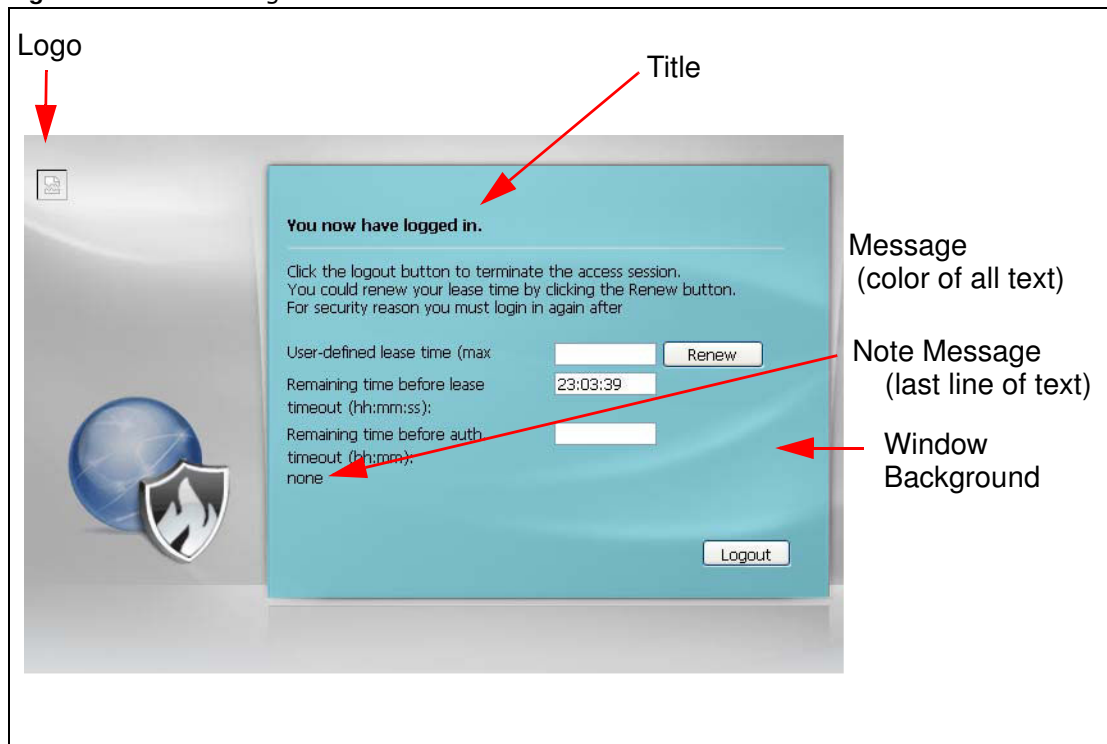 Logo
Title
You now have logged in.
Click the logout button to terminate the access session.
You could renew your lease time by clicking the Renew button.
For security reason you must login in again after
User-defined lease time (max
Renew
Remaining time before lease
timeout (hh:mm:ss):
23:03:39
Remaining time before auth
timeout (hh:mm):
none
Logout
Message
(color of all text)
Note Message
(last line of text)
Window
Background